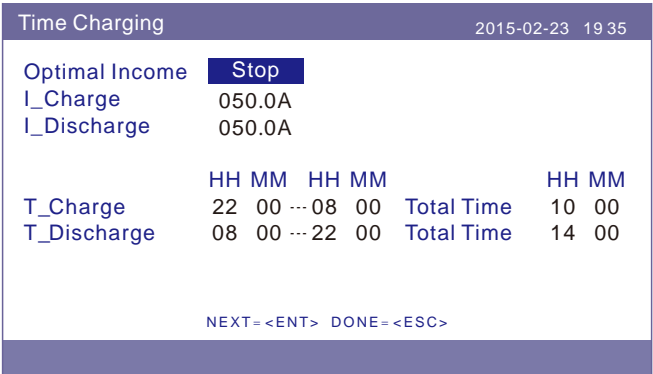 Time Charging 2015-02-23 19 35
Optimal Income Stop
I_Charge 050.0A
I_Discharge 050.0A
HH MM HH MM HH MM
T_Charge 22 00 --- 08 00 Total Time 10 00
T_Discharge 08 00 --- 22 00 Total Time 14 00
NEXT=<ENT> DONE=<ESC>